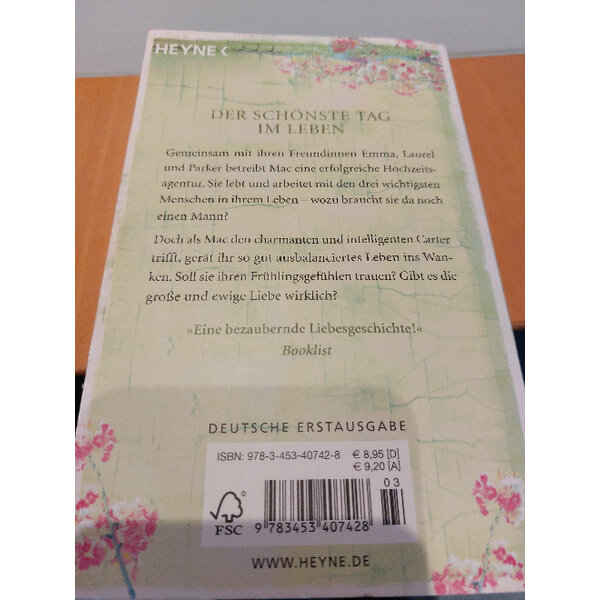 HEYNE <
DER SCHÖNSTE TAG
IM LEBEN
Gemeinsam mit ihren Freundinnen Emma, Laurel
und Parker betreibt Mac eine erfolgreiche Hochzeits-
agentur. Sie lebt und arbeitet mit den drei wichtigsten
Menschen in ihrem Leben – wozu braucht sie da noch
einen Mann?
Doch als Mac den charmanten und intelligenten Carter
trifft, gerät ihr so gut ausbalanciertes Leben ins Wan-
ken. Soll sie ihren Frühlingsgefühlen trauen? Gibt es die
große und ewige Liebe wirklich?
»Eine bezaubernde Liebesgeschichte!«
Booklist
DEUTSCHE ERSTAUSGABE
ISBN: 978-3-453-40742-8
€ 8,95 [D]
€ 9,20 [A]
03
FSC
9 783453 407428
WWW.HEYNE.DE